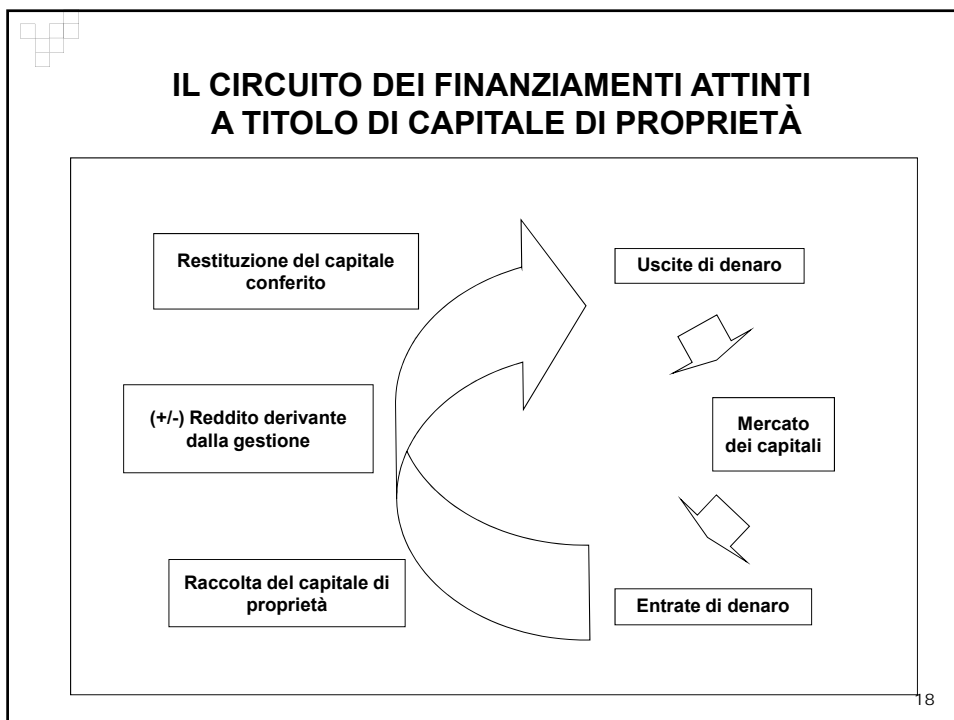 IL CIRCUITO DEI FINANZIAMENTI ATTINTI
A TITOLO DI CAPITALE DI PROPRIETÀ
Restituzione del capitale
conferito
Uscite di denaro
(+/-) Reddito derivante
dalla gestione
Mercato
dei capitali
Raccolta del capitale di
proprietà
Entrate di denaro
18